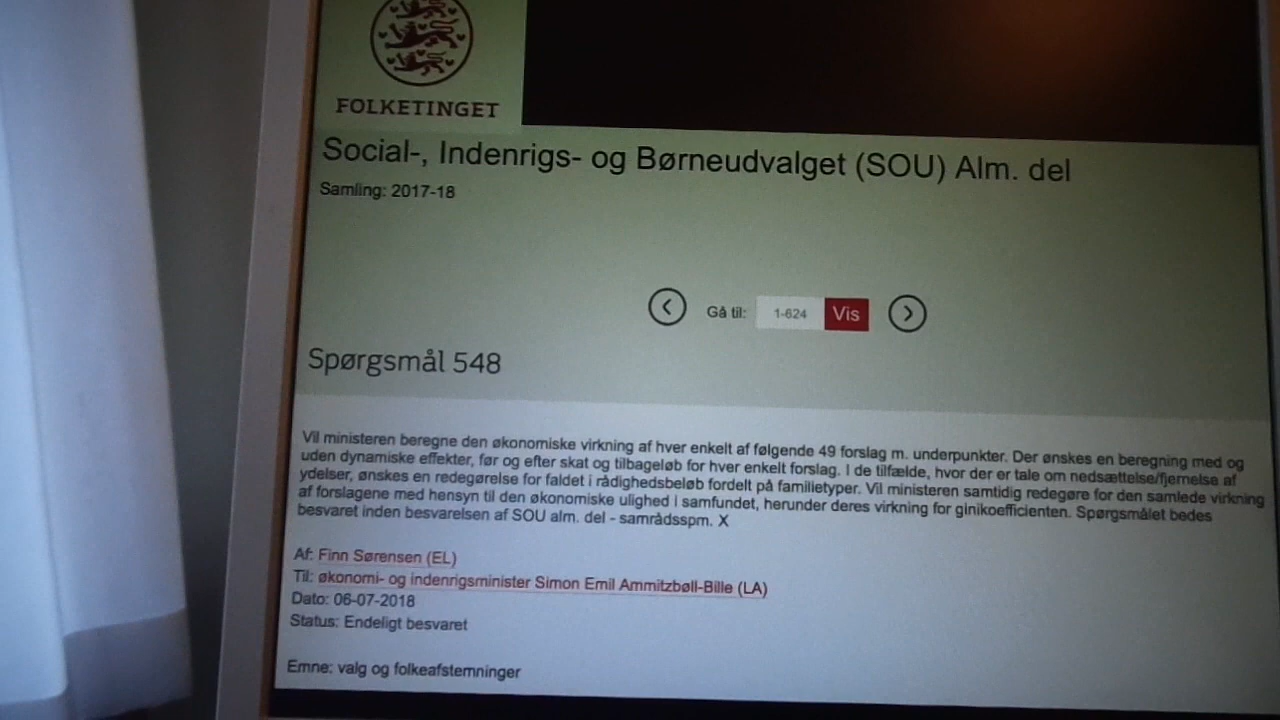 FOLKETINGET
Social-, Indenrigs- og Børneudvalget (SOU) Alm. del
Samling: 2017-18
Gå til: 1-624 Vis
Spørgsmål 548
Vil ministeren beregne den økonomiske virkning af hver enkelt af følgende 49 forslag m. underpunkter. Der ønskes en beregning med og
uden dynamiske effekter, før og efter skat og tilbageløb for hver enkelt forslag. I de tilfælde, hvor der er tale om nedsættelse/fjernelse af
ydelser, ønskes en redegørelse for faldet i rådighedsbeløb fordelt på familietyper. Vil ministeren samtidig redegøre for den samlede virkning
af forslagene med hensyn til den økonomiske ulighed i samfundet, herunder deres virkning for ginikoefficienten. Spørgsmålet bedes
besvaret inden besvarelsen af SOU alm. del - samrådsspm. X
Af: Finn Sørensen (EL)
Til: økonomi- og indenrigsminister Simon Emil Ammitzbøll-Bille (LA)
Dato: 06-07-2018
Status: Endeligt besvaret
Emne: valg og folkeafstemninger